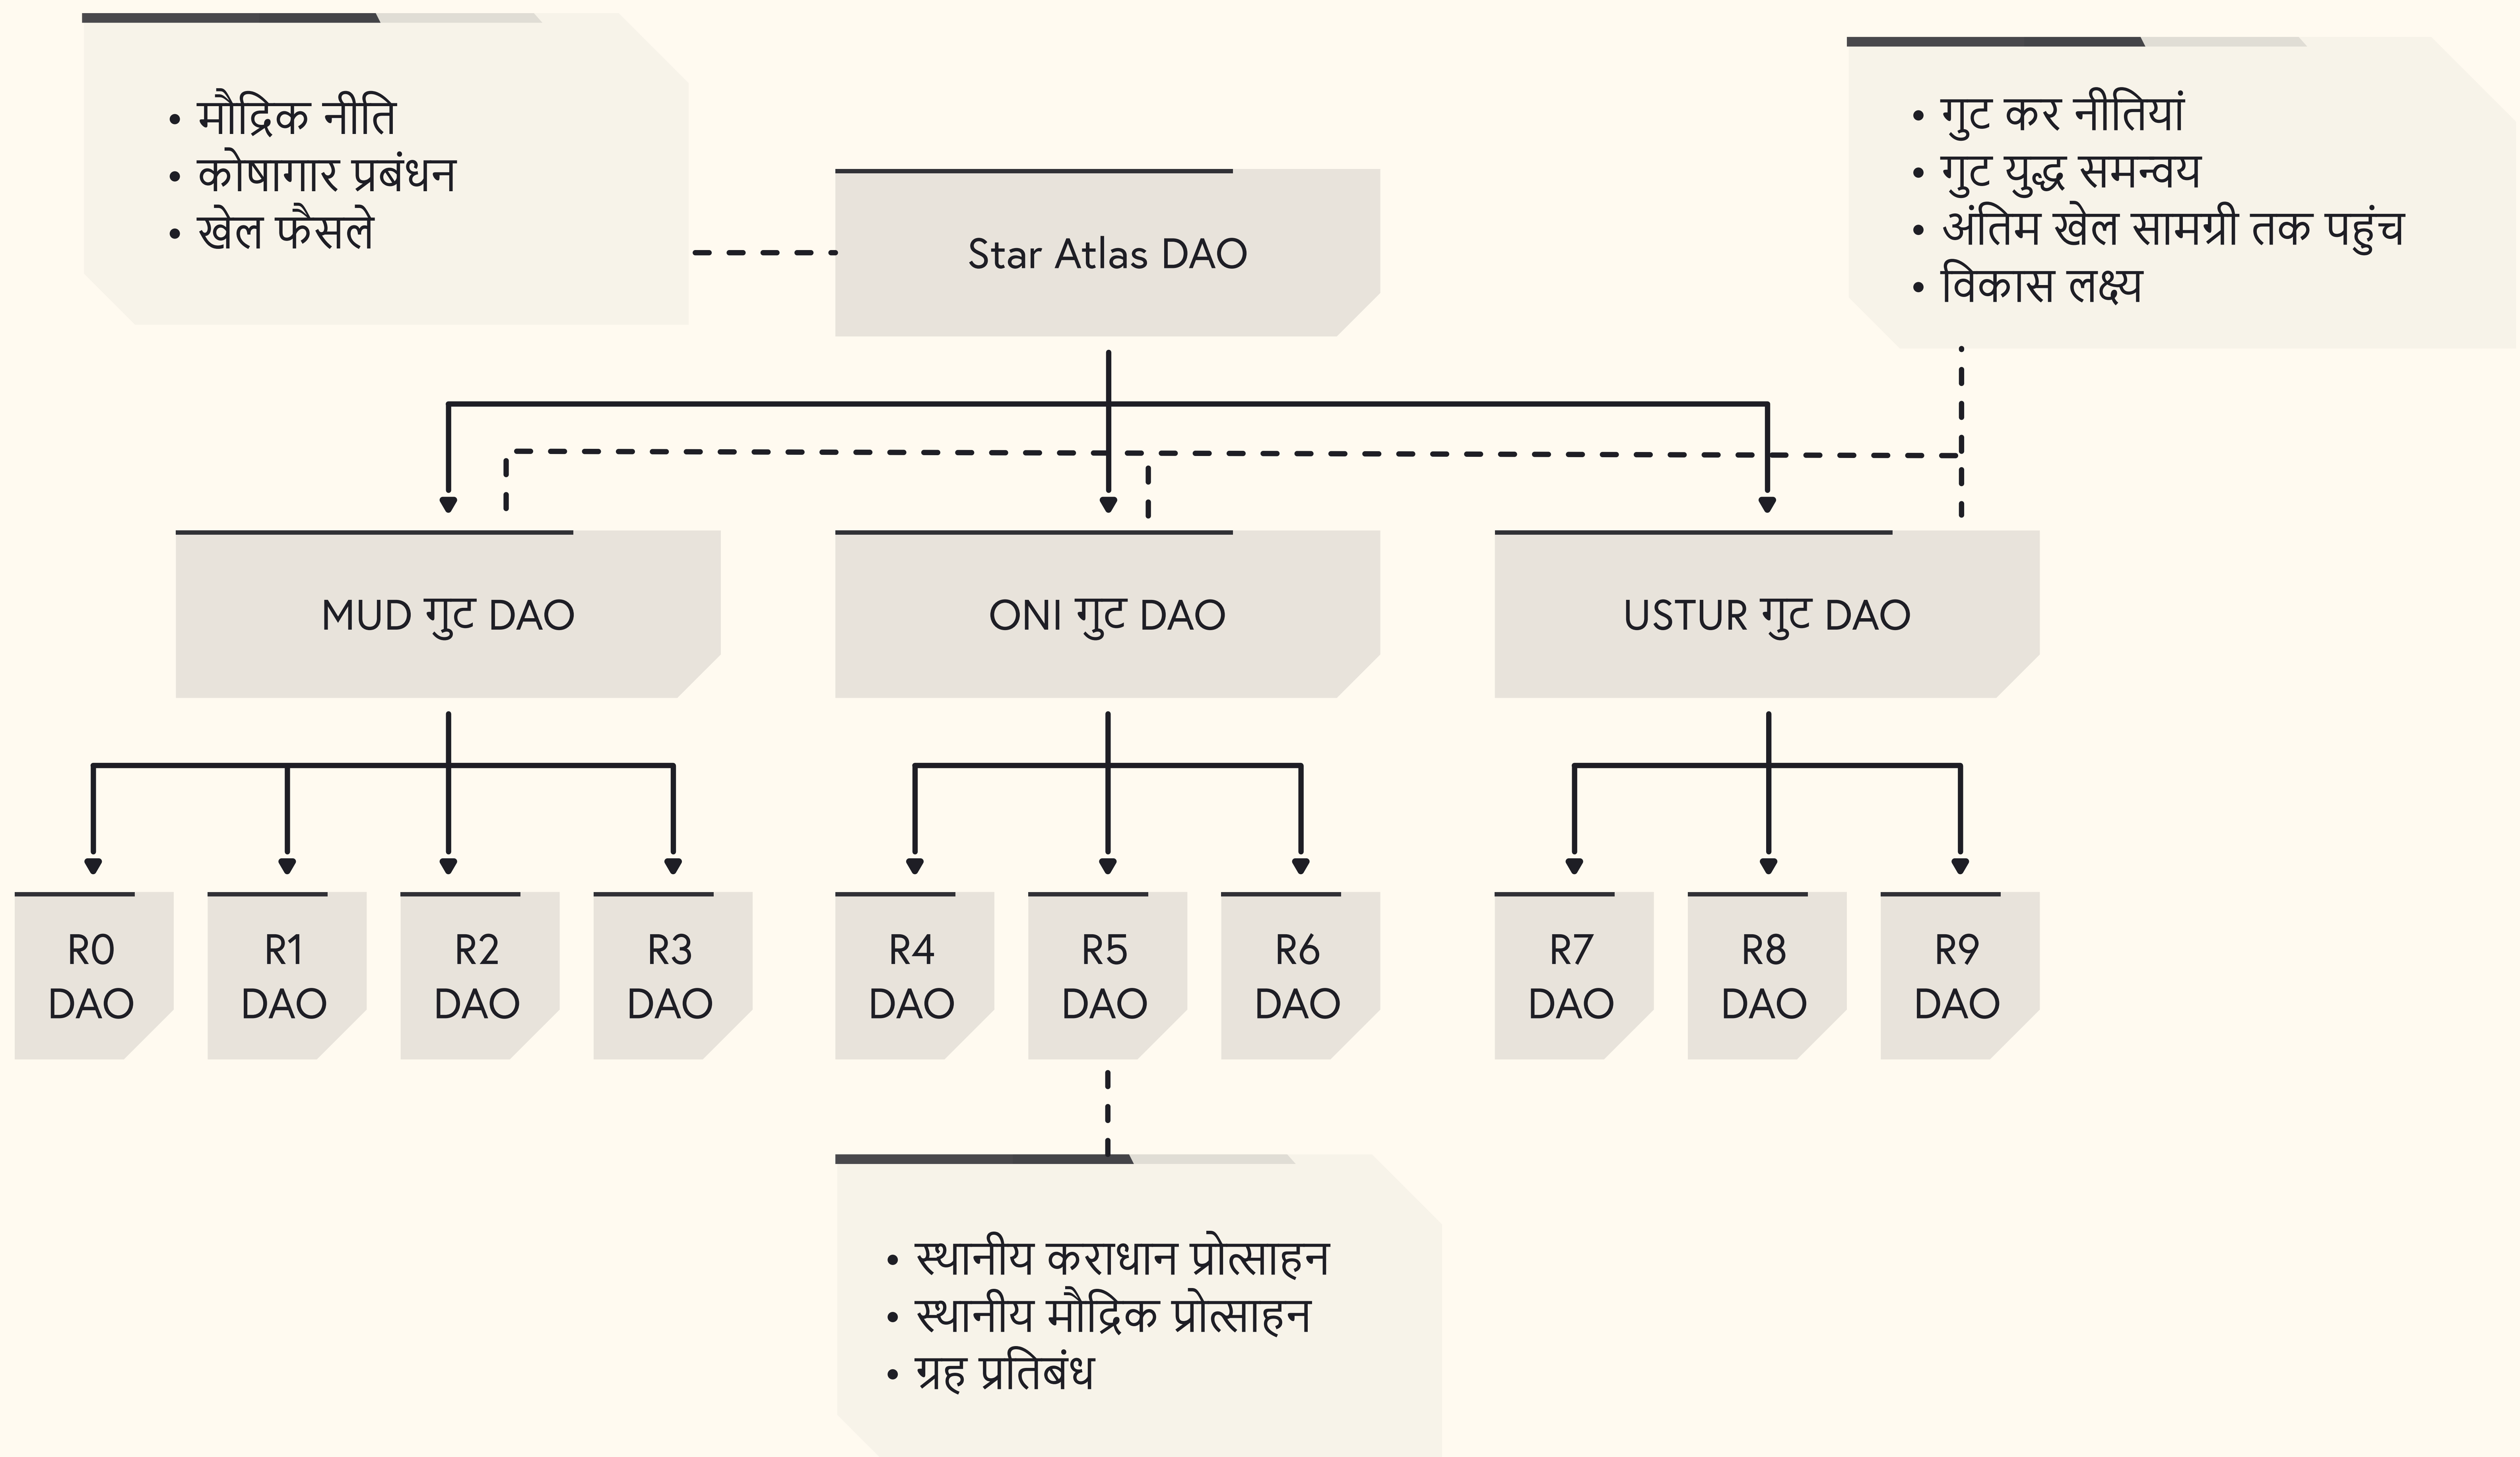 • मौद्रिक नीति
• कोषागार प्रबंधन
• खेल फैसले
Star Atlas DAO
• गुट कर नीतियां
• गुट युद्ध समन्वय
• अंतिम खेल सामग्री तक पहुंच
• विकास लक्ष्य
MUD गुट DAO
ONI गुट DAO
USTUR गुट DAO
R0
DAO
R1
DAO
R2
DAO
R3
DAO
R4
DAO
R5
DAO
R6
DAO
R7
DAO
R8
DAO
R9
DAO
• स्थानीय कराधान प्रोत्साहन
• स्थानीय मौद्रिक प्रोत्साहन
• ग्रह प्रतिबंध